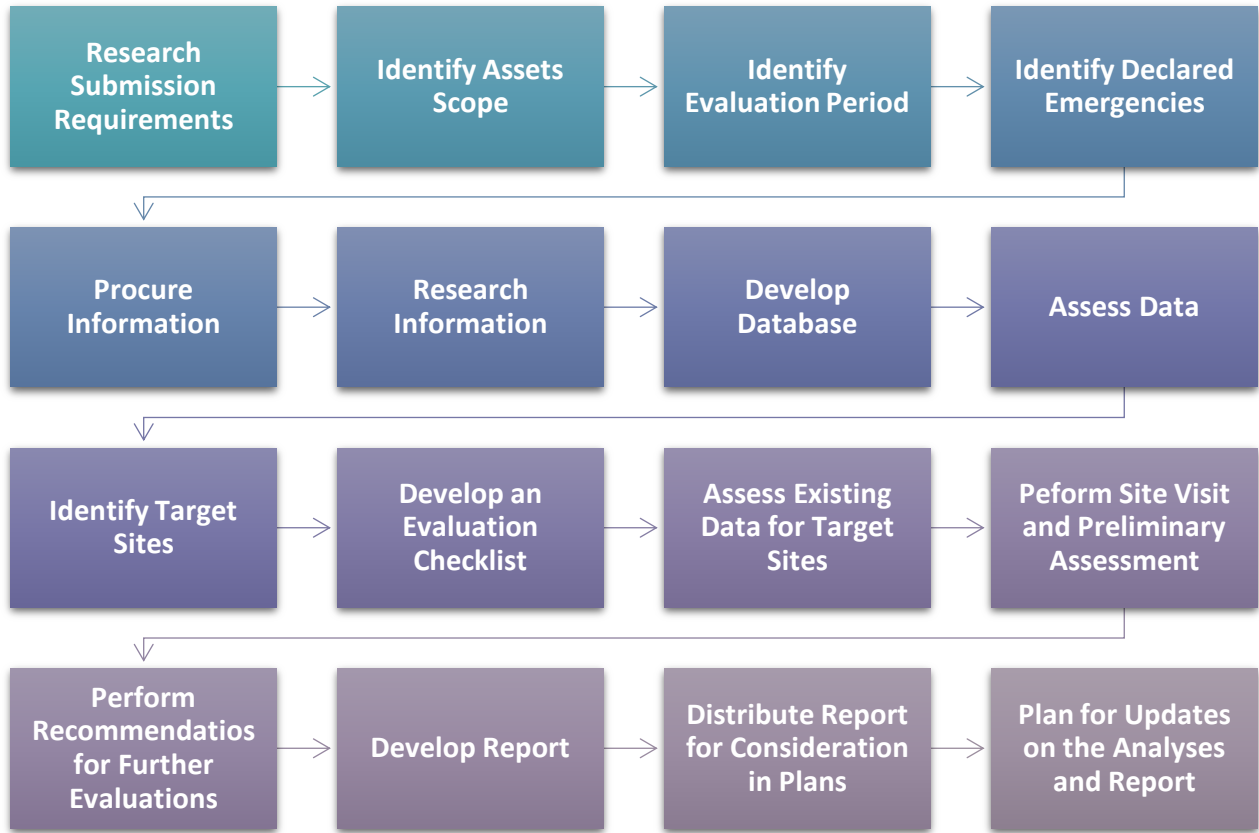 Research
Submission
Requirements
Identify Assets
Scope
Identify
Evaluation Period
Identify Declared
Emergencies
Procure
Information
Research
Information
Develop
Database
Assess Data
Identify Target
Sites
Develop an
Evaluation
Checklist
Assess Existing
Data for Target
Sites
Peform Site Visit
and Preliminary
Assessment
Perform
Recommendatios
for Further
Evaluations
Develop Report
Distribute Report
for Consideration
in Plans
Plan for Updates
on the Analyses
and Report